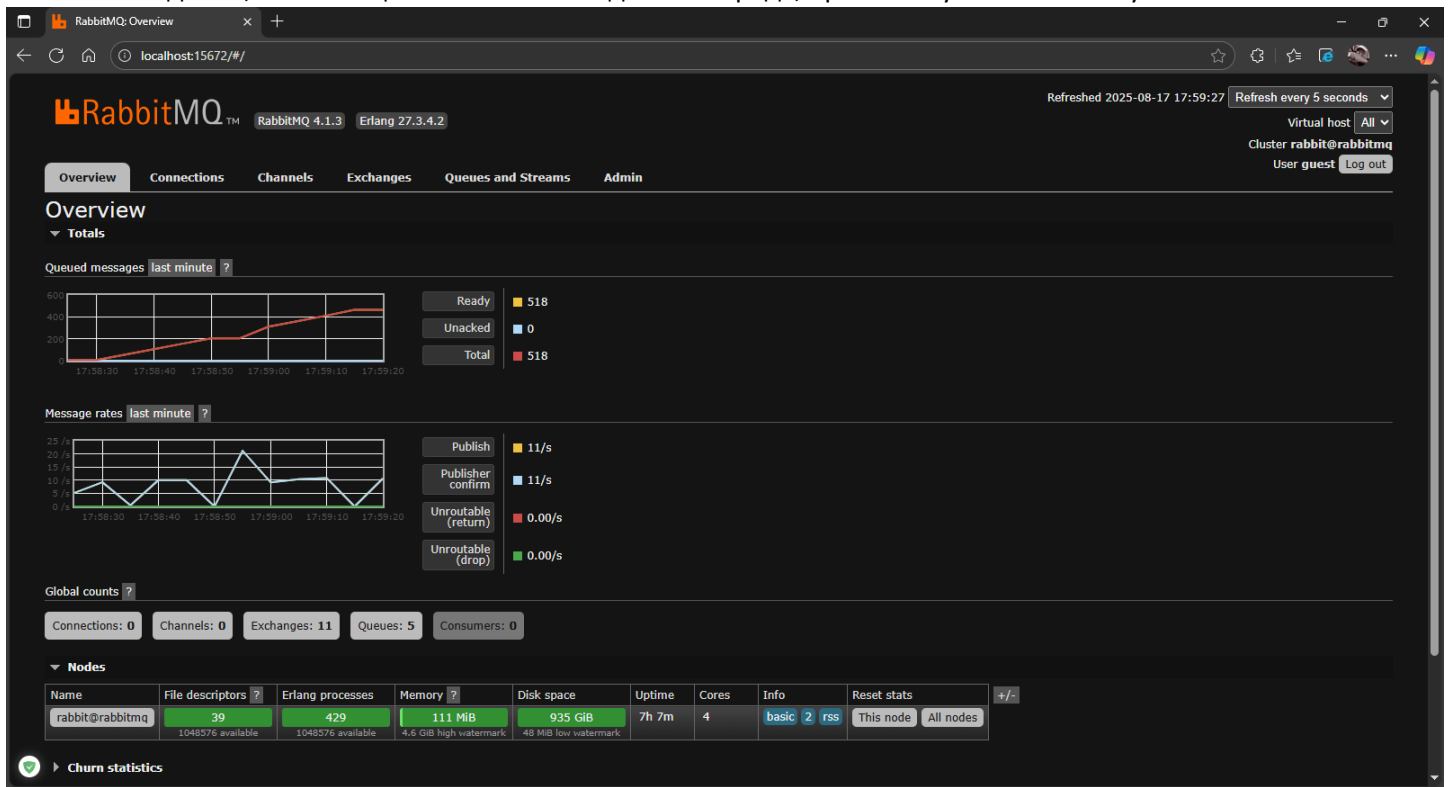 RabbitMQ: Overview
localhost:15672/#/
RabbitMQ TM RabbitMQ 4.1.3 Erlang 27.3.4.2
Refreshed 2025-08-17 17:59:27 Refresh every 5 seconds
Virtual host All
Cluster rabbit@rabbitmq
User guest Log out
Overview Connections Channels Exchanges Queues and Streams Admin
Overview
Totals
Queued messages last minute ?
600
400
200
0
17:58:30 17:58:40 17:58:50 17:59:00 17:59:10 17:59:20
Ready 518
Unacked 0
Total 518
Message rates last minute ?
25 /s
20 /s
15 /s
10 /s
5 /s
0 /s
17:58:30 17:58:40 17:58:50 17:59:00 17:59:10 17:59:20
Publish 11/s
Publisher
confirm 11/s
Unroutable
(return) 0.00/s
Unroutable
(drop) 0.00/s
Global counts ?
Connections: 0 Channels: 0 Exchanges: 11 Queues: 5 Consumers: 0
Nodes
Name File descriptors ? Erlang processes Memory ? Disk space Uptime Cores Info Reset stats +/-
rabbit@rabbitmq 39 429 111 MiB 935 GiB 7h 7m 4 basic 2 rss This node All nodes
1048576 available 1048576 available 4.6 GiB high watermark 48 MiB low watermark
Churn statistics